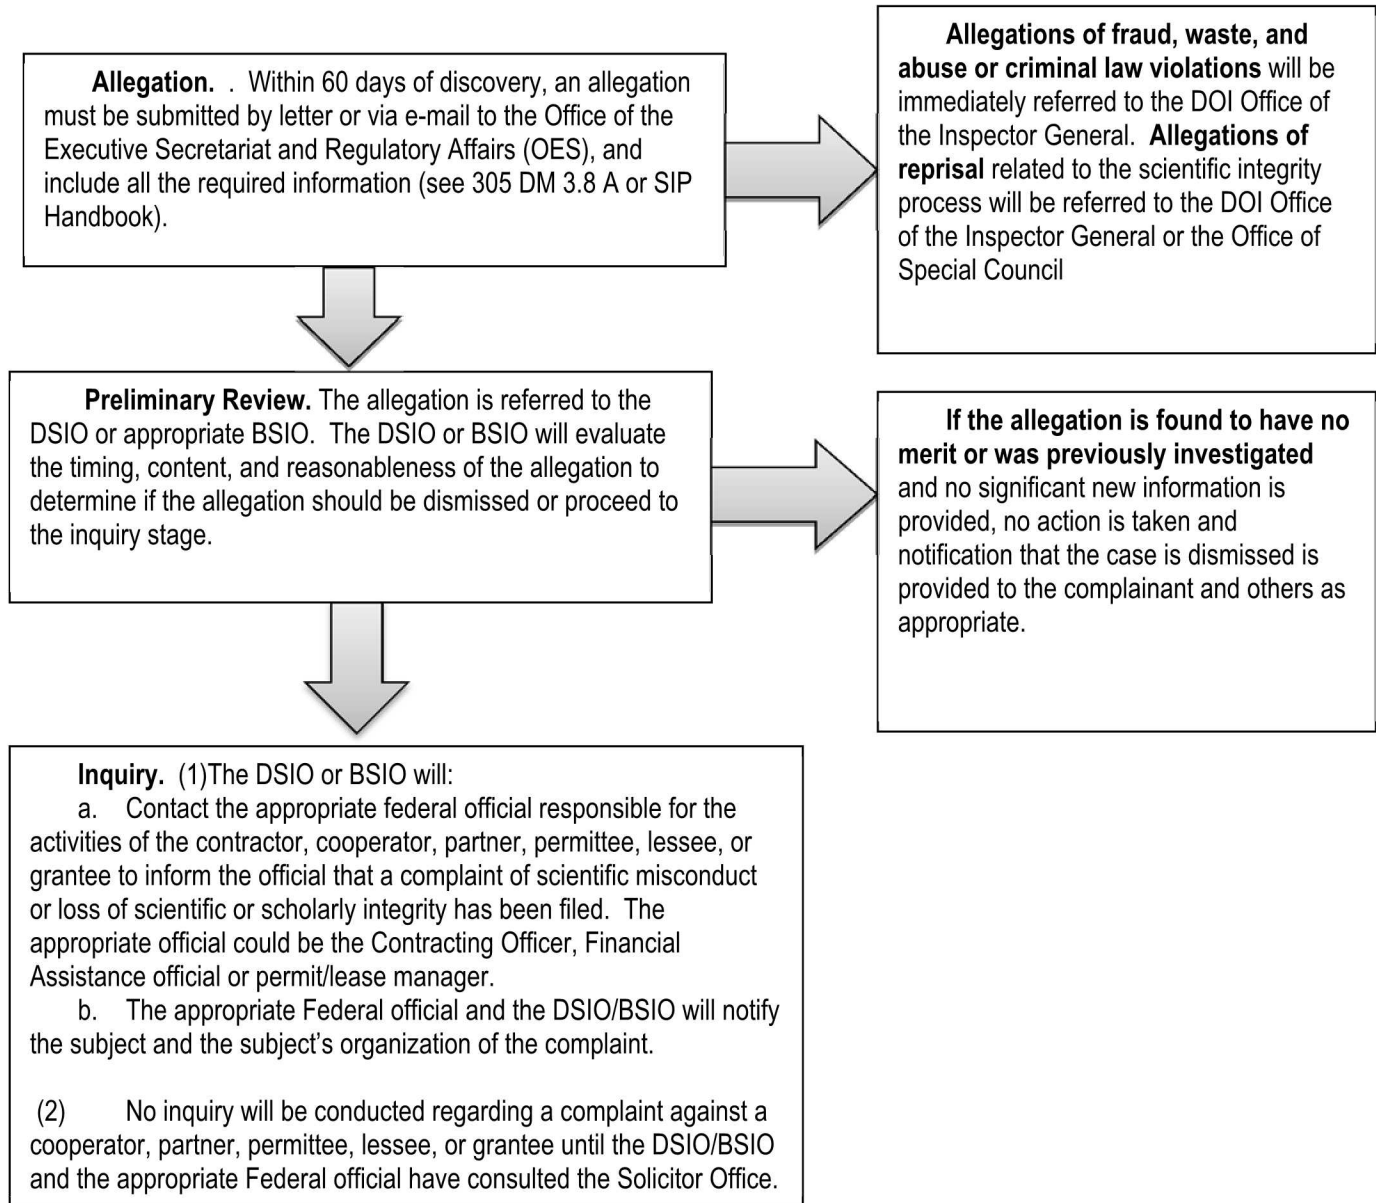 Allegation. . Within 60 days of discovery, an allegation
must be submitted by letter or via e-mail to the Office of the
Executive Secretariat and Regulatory Affairs (OES), and
include all the required information (see 305 DM 3.8 A or SIP
Handbook).
Allegations of fraud, waste, and
abuse or criminal law violations will be
immediately referred to the DOI Office of
the Inspector General. Allegations of
reprisal related to the scientific integrity
process will be referred to the DOI Office
of the Inspector General or the Office of
Special Council
Preliminary Review. The allegation is referred to the
DSIO or appropriate BSIO. The DSIO or BSIO will evaluate
the timing, content, and reasonableness of the allegation to
determine if the allegation should be dismissed or proceed to
the inquiry stage.
If the allegation is found to have no
merit or was previously investigated
and no significant new information is
provided, no action is taken and
notification that the case is dismissed is
provided to the complainant and others as
appropriate.
Inquiry. (1)The DSIO or BSIO will:
a. Contact the appropriate federal official responsible for the
activities of the contractor, cooperator, partner, permittee, lessee, or
grantee to inform the official that a complaint of scientific misconduct
or loss of scientific or scholarly integrity has been filed. The
appropriate official could be the Contracting Officer, Financial
Assistance official or permit/lease manager.
b. The appropriate Federal official and the DSIO/BSIO will notify
the subject and the subject’s organization of the complaint.
(2) No inquiry will be conducted regarding a complaint against a
cooperator, partner, permittee, lessee, or grantee until the DSIO/BSIO
and the appropriate Federal official have consulted the Solicitor Office.